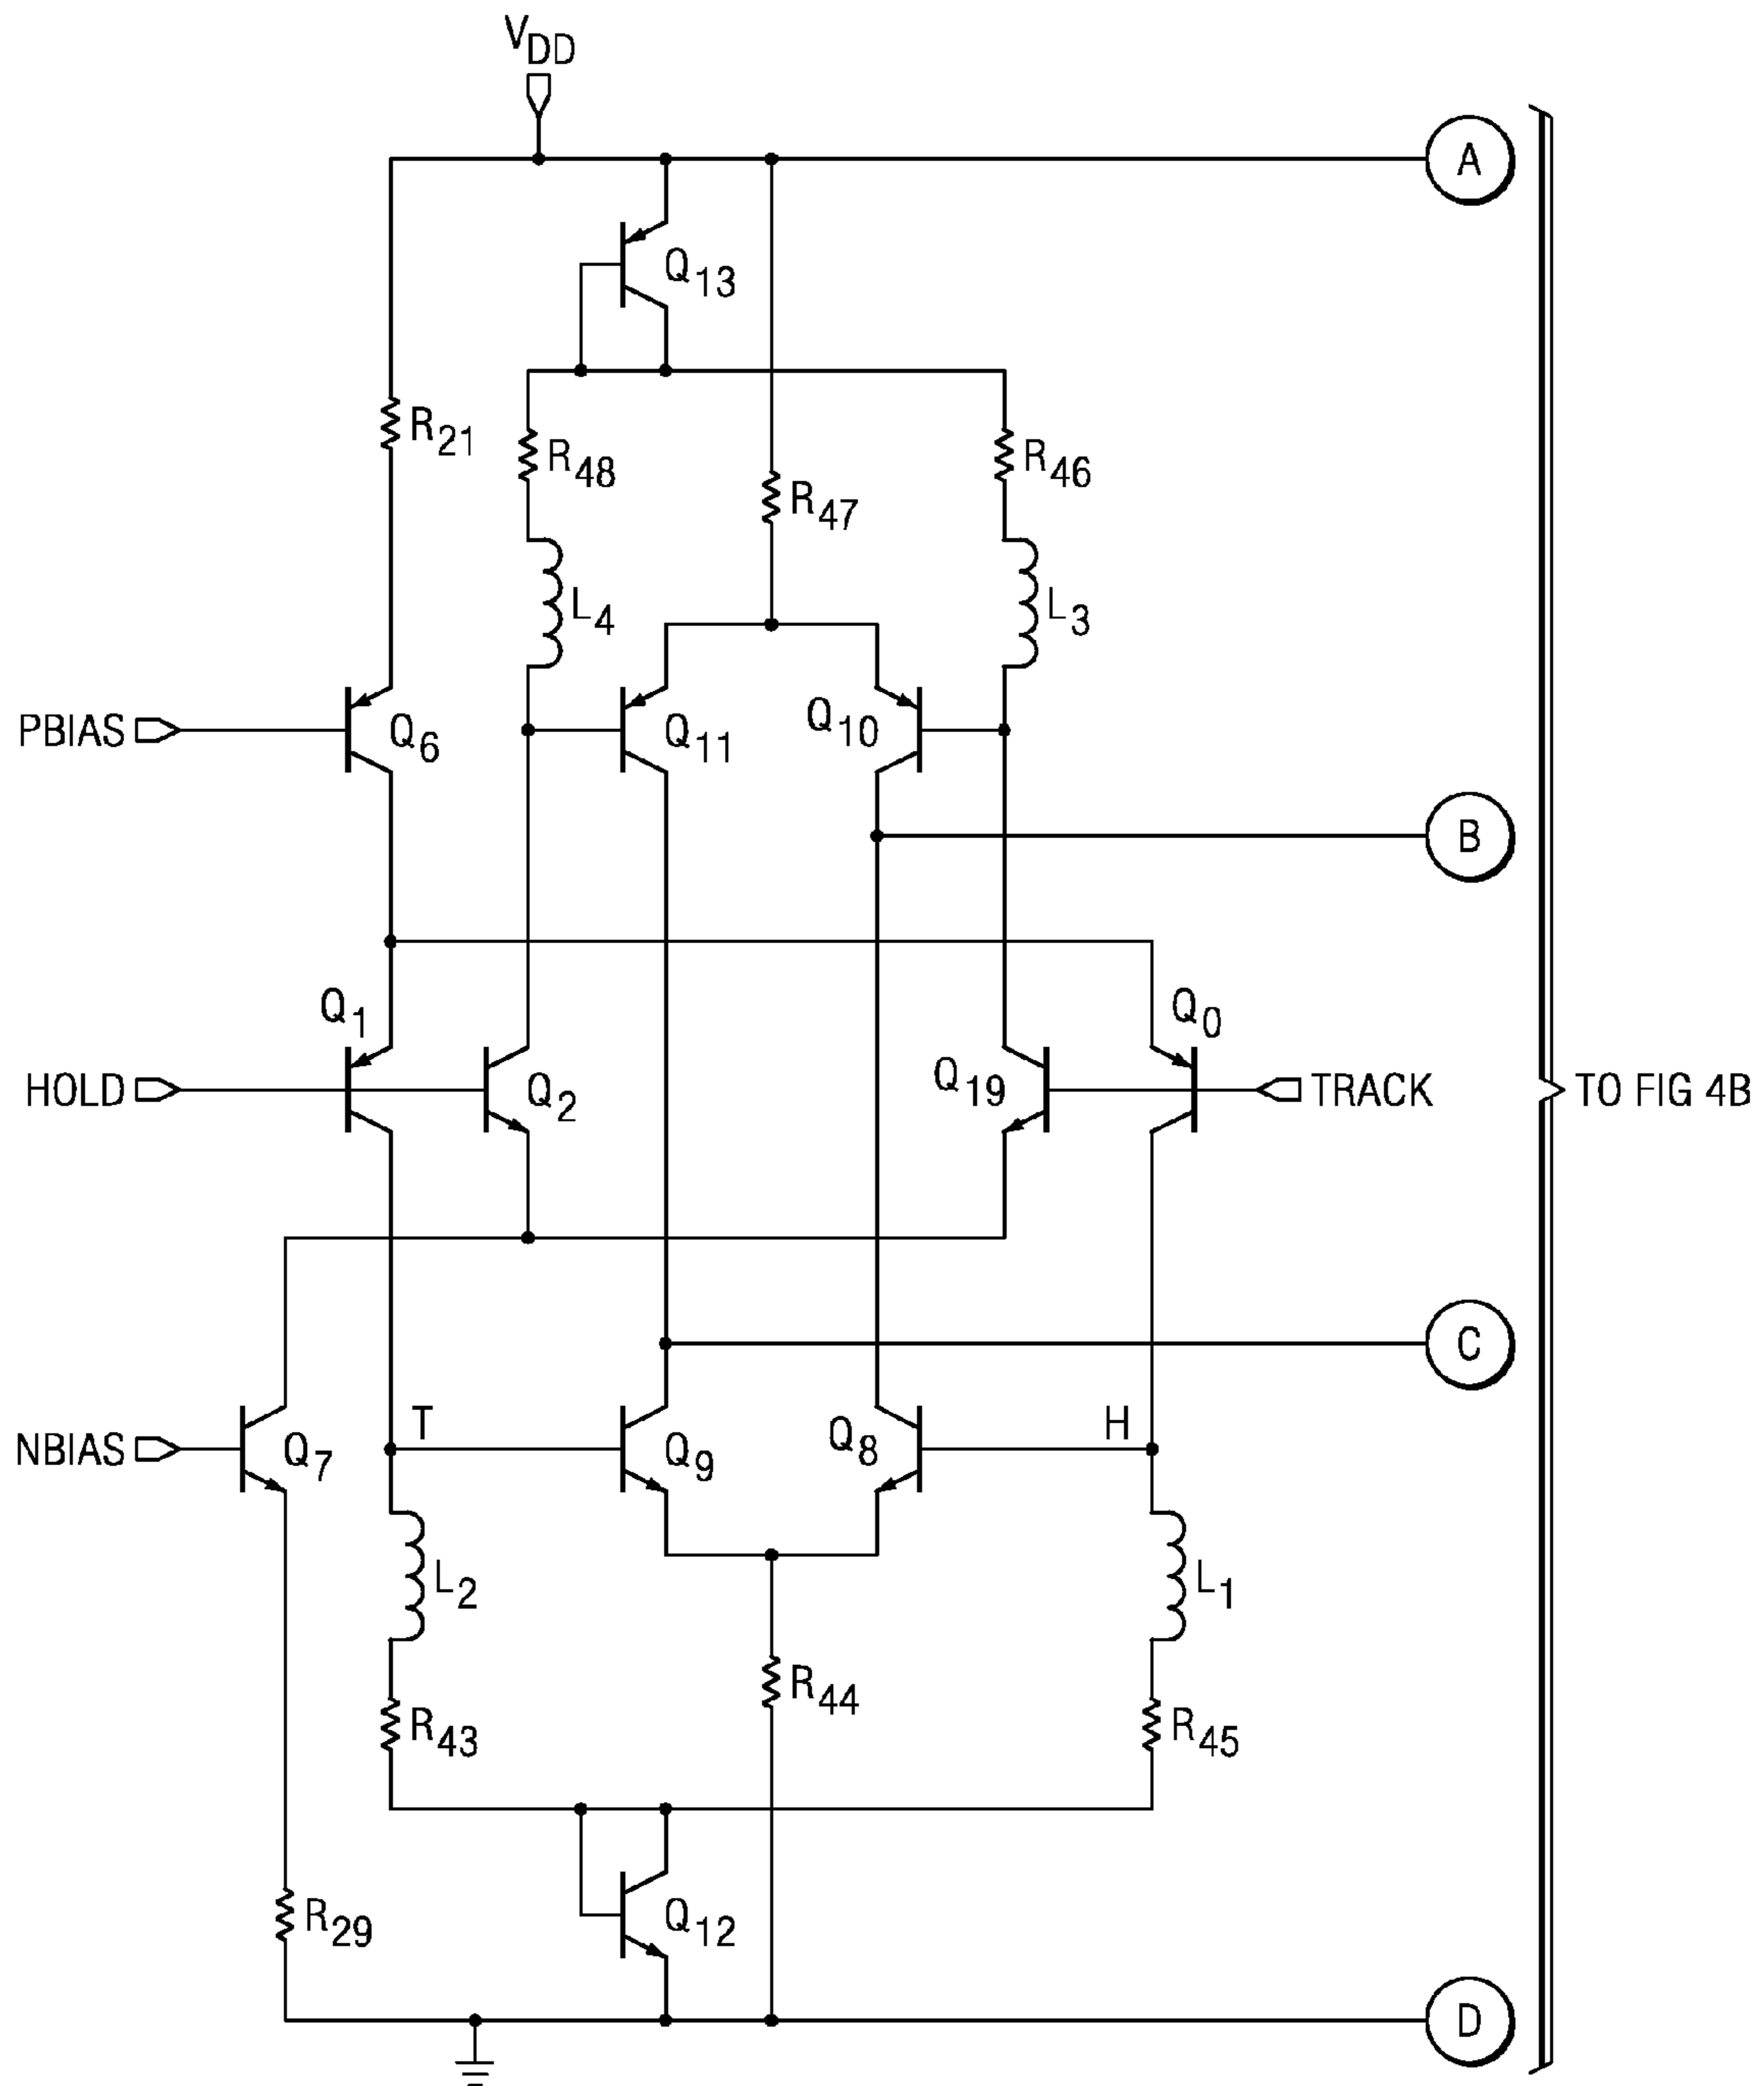 VDD
A
Q13
R21
R48
R46
R47
L4
L3
PBIAS
Q6
Q11
Q10
B
Q1
Q0
HOLD
Q2
Q19
TRACK
TO FIG 4B
C
NBIAS
Q7
T
Q9
Q8
H
L2
L1
R44
R43
R45
R29
Q12
D